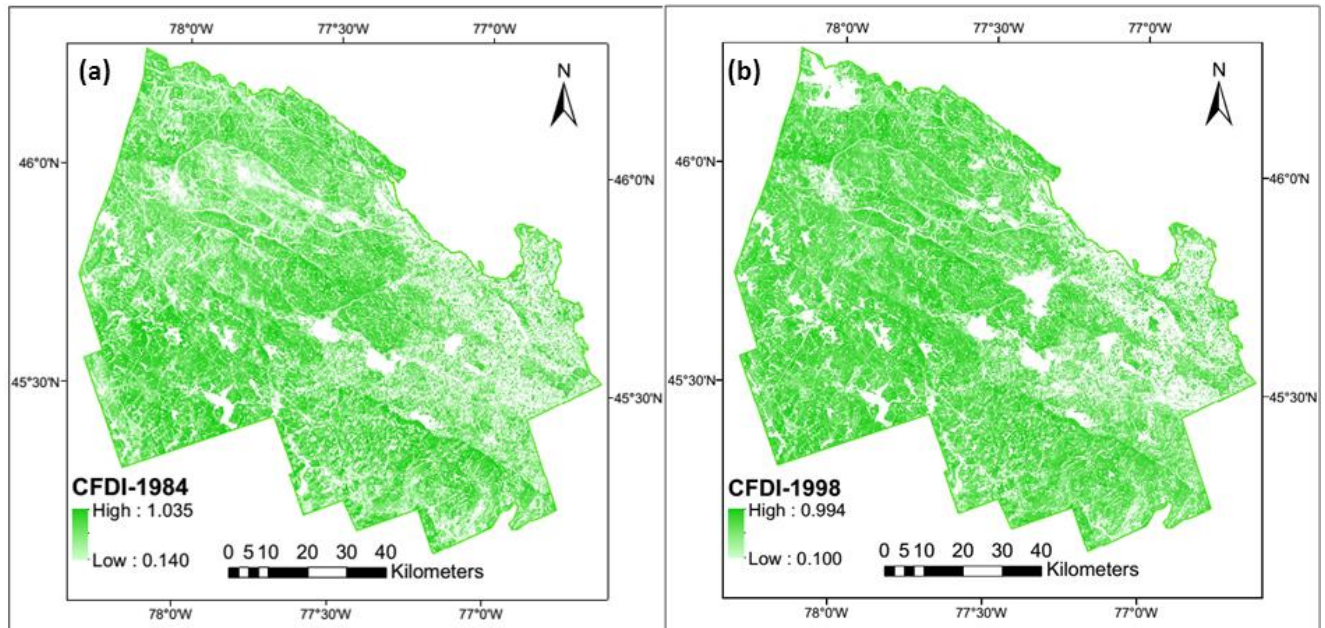 78°0'W 77°30'W 77°0'W
(a)
N
46°0'N
46°0'N
45°30'N
45°30'N
CFDI-1984
High : 1.035
Low : 0.140
0 5 10 20 30 40
Kilometers
78°0'W 77°30'W 77°0'W
78°0'W 77°30'W 77°0'W
(b)
N
46°0'N
46°0'N
45°30'N
45°30'N
CFDI-1998
High : 0.994
Low : 0.100
0 5 10 20 30 40
Kilometers
78°0'W 77°30'W 77°0'W